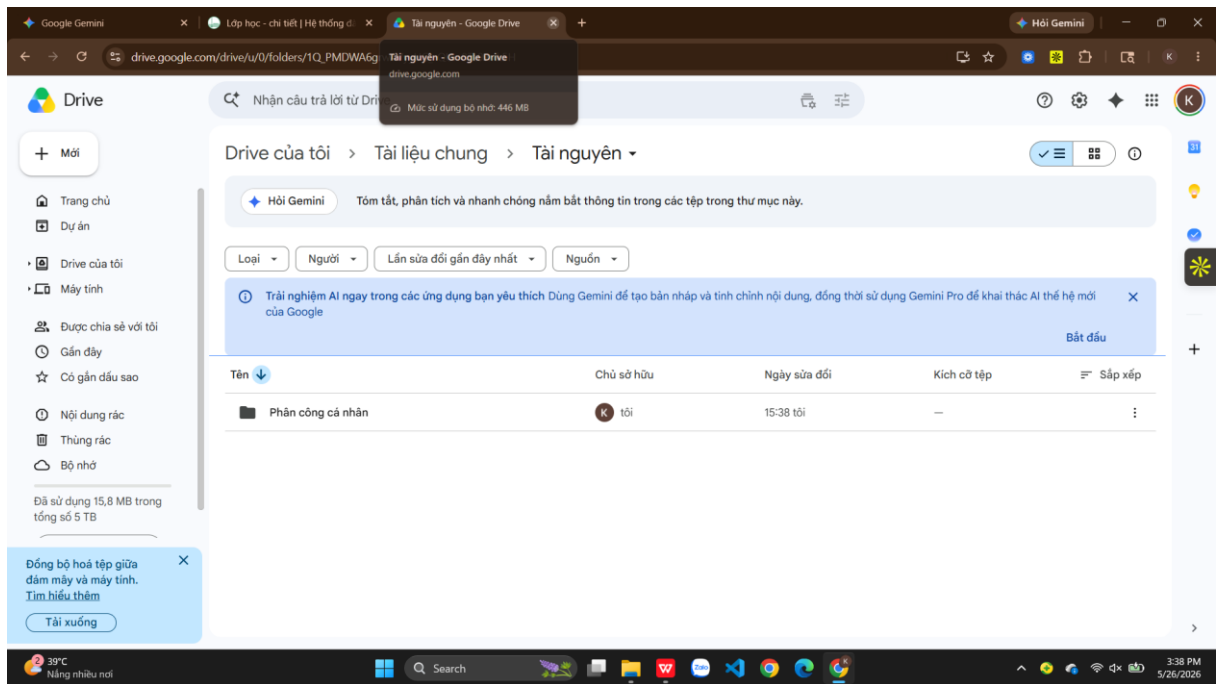 Google Gemini
Lớp học - chi tiết | Hệ thống đ
Tài nguyên - Google Drive
Hỏi Gemini
drive.google.com/drive/u/0/folders/1Q_PMDWA6g
Tài nguyên - Google Drive
drive.google.com
Mức sử dụng bộ nhớ: 446 MB
K
Drive
Nhận câu trả lời từ Driv
K
Mới
Drive của tôi > Tài liệu chung > Tài nguyên
31
Hỏi Gemini
Tóm tắt, phân tích và nhanh chóng nắm bắt thông tin trong các tệp trong thư mục này.
Trang chủ
Dự án
Drive của tôi
Máy tính
Được chia sẻ với tôi
Gần đây
Có gắn dấu sao
Nội dung rác
Thùng rác
Bộ nhớ
Đã sử dụng 15,8 MB trong
tổng số 5 TB
Loại
Người
Lần sửa đổi gần đây nhất
Nguồn
Trải nghiệm AI ngay trong các ứng dụng bạn yêu thích Dùng Gemini để tạo bản nháp và tinh chỉnh nội dung, đồng thời sử dụng Gemini Pro để khai thác AI thế hệ mới
của Google
Bắt đầu
Tên
Chủ sở hữu
Ngày sửa đổi
Kích cỡ tệp
Sắp xếp
Phân công cá nhân
K
tôi
15:38 tôi
—
Đồng bộ hoá tệp giữa
đám mây và máy tính.
Tìm hiểu thêm
Tải xuống
2
39°C
Nắng nhiều nơi
Search
Zalo
3:38 PM
5/26/2026